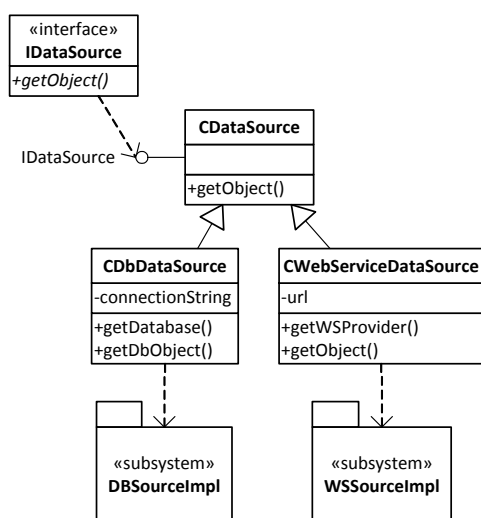 «interface»
IDataSource
+getObject()
CDataSource
IDataSource
+getObject()
CDbDataSource
-connectionString
+getDatabase()
+getDbObject()
CWebServiceDataSource
-url
+getWSProvider()
+getObject()
«subsystem»
DBSourceImpl
«subsystem»
WSSourceImpl